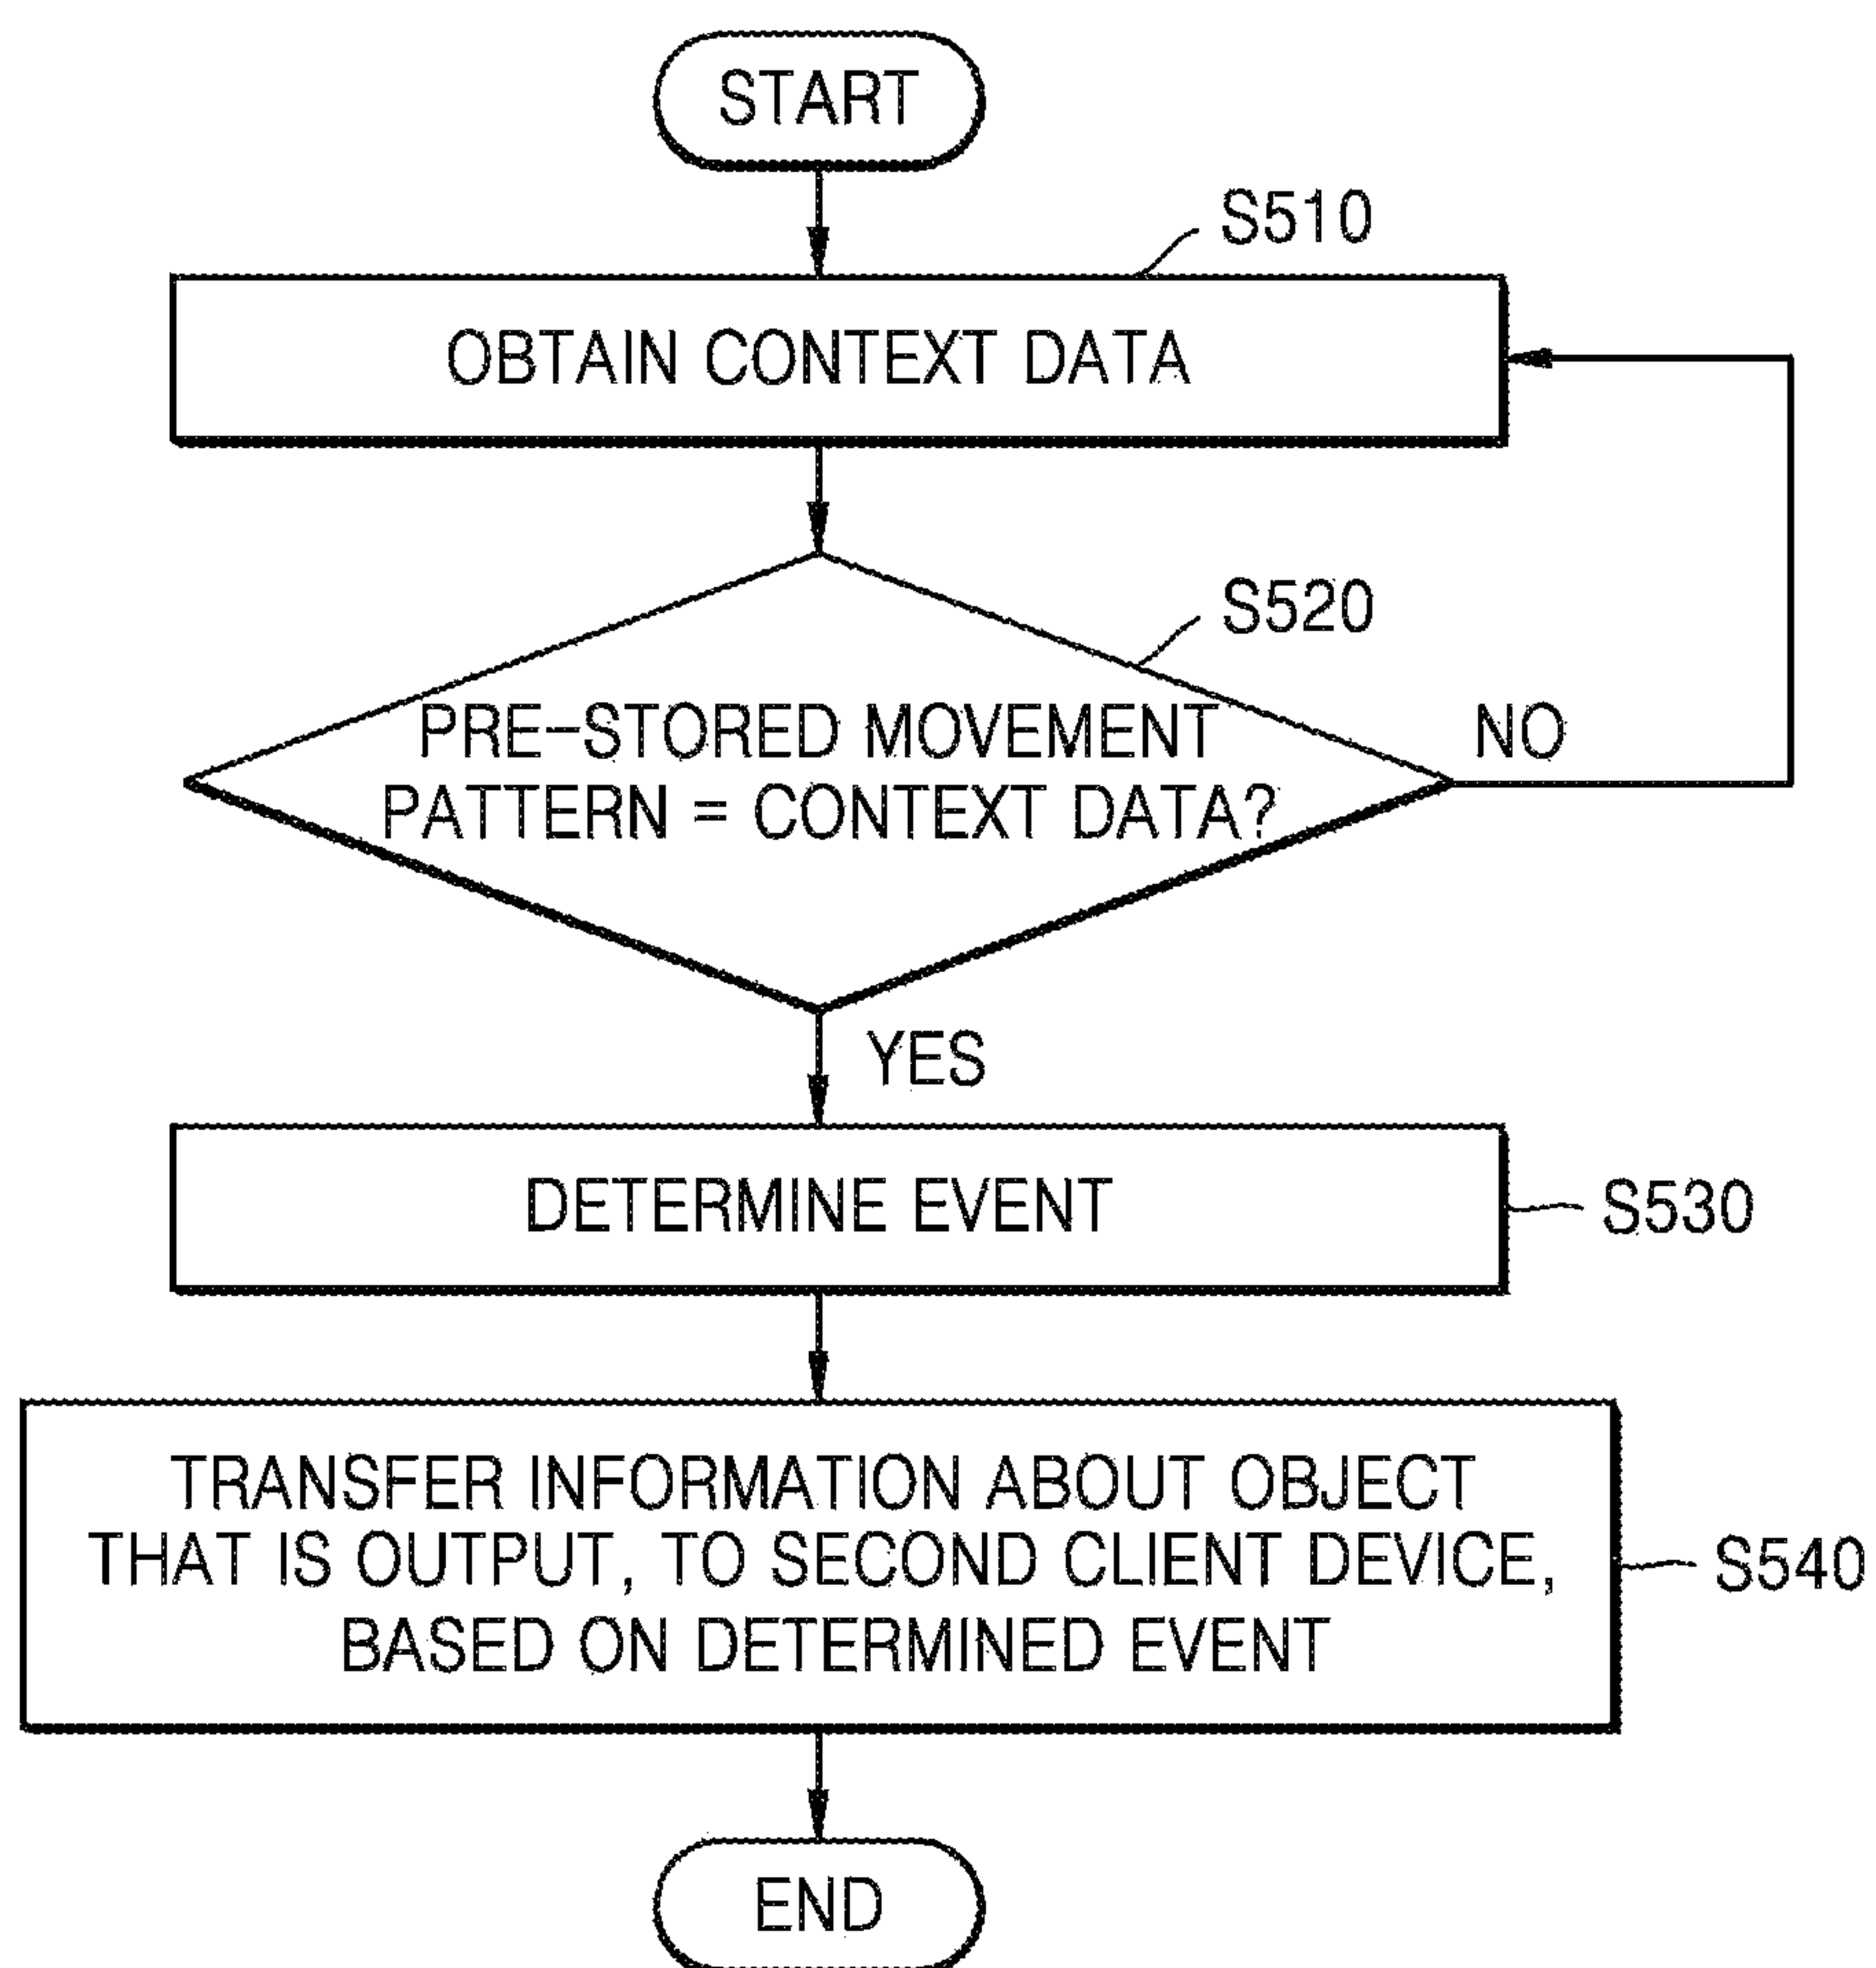 START
S510
OBTAIN CONTEXT DATA
S520
PRE-STORED MOVEMENT
PATTERN = CONTEXT DATA?
NO
YES
DETERMINE EVENT
S530
TRANSFER INFORMATION ABOUT OBJECT
THAT IS OUTPUT, TO SECOND CLIENT DEVICE,
BASED ON DETERMINED EVENT
S540
END